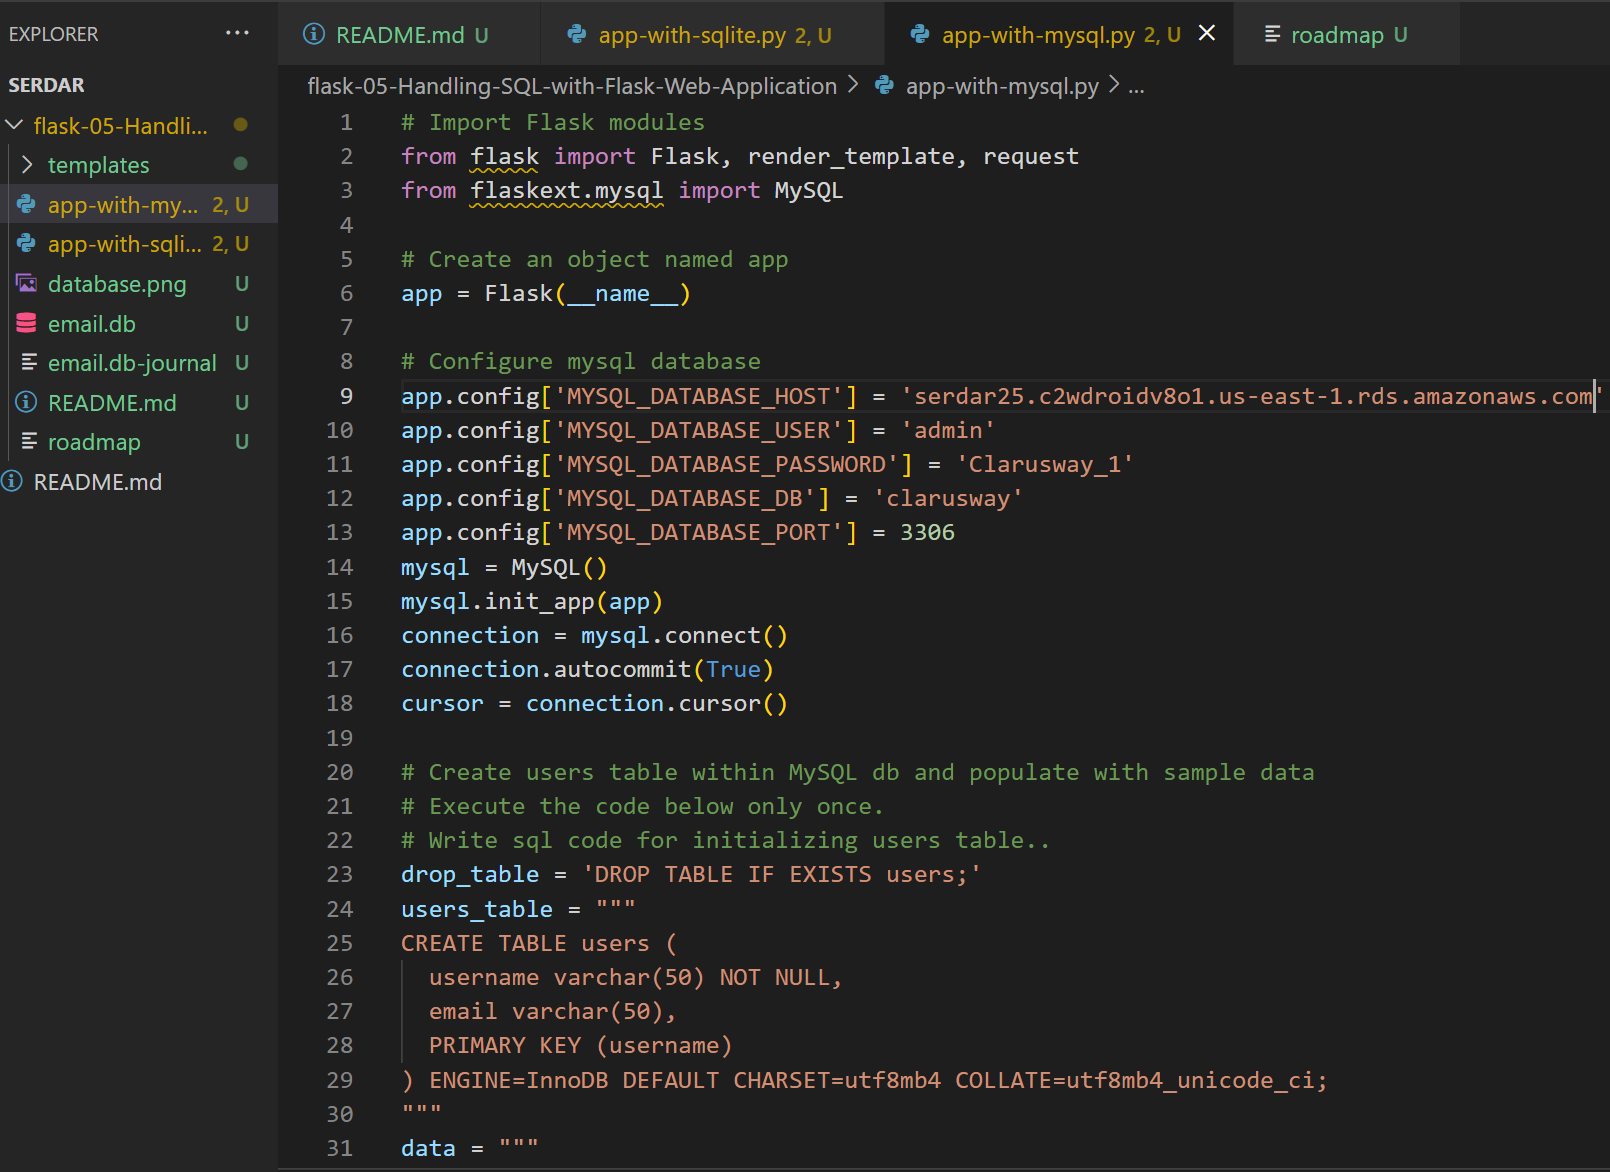 EXPLORER ...
SERDAR
flask-05-Handli...
templates
app-with-my... 2, U
app-with-sqli... 2, U
database.png U
email.db U
email.db-journal U
README.md U
roadmap U
README.md
README.md U app-with-sqlite.py 2, U app-with-mysql.py 2, U roadmap U
flask-05-Handling-SQL-with-Flask-Web-Application > app-with-mysql.py > ...
1 # Import Flask modules
2 from flask import Flask, render_template, request
3 from flaskext.mysql import MySQL
4
5 # Create an object named app
6 app = Flask(__name__)
7
8 # Configure mysql database
9 app.config['MYSQL_DATABASE_HOST'] = 'serdar25.c2wdroidv8o1.us-east-1.rds.amazonaws.com'
10 app.config['MYSQL_DATABASE_USER'] = 'admin'
11 app.config['MYSQL_DATABASE_PASSWORD'] = 'Clarusway_1'
12 app.config['MYSQL_DATABASE_DB'] = 'clarusway'
13 app.config['MYSQL_DATABASE_PORT'] = 3306
14 mysql = MySQL()
15 mysql.init_app(app)
16 connection = mysql.connect()
17 connection.autocommit(True)
18 cursor = connection.cursor()
19
20 # Create users table within MySQL db and populate with sample data
21 # Execute the code below only once.
22 # Write sql code for initializing users table..
23 drop_table = 'DROP TABLE IF EXISTS users;'
24 users_table = """
25 CREATE TABLE users (
26 username varchar(50) NOT NULL,
27 email varchar(50),
28 PRIMARY KEY (username)
29 ) ENGINE=InnoDB DEFAULT CHARSET=utf8mb4 COLLATE=utf8mb4_unicode_ci;
30 """
31 data = """